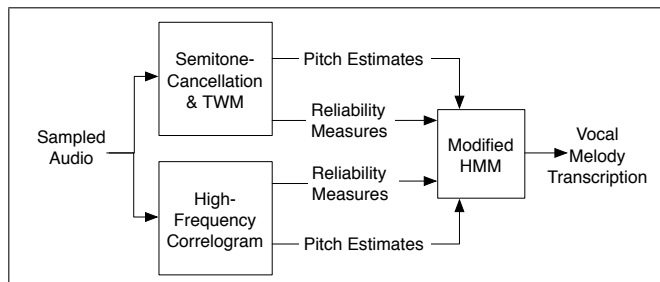 Semitone-
Cancellation
& TWM
Pitch Estimates
Reliability
Measures
Sampled
Audio
Modified
HMM
Vocal
Melody
Transcription
High-
Frequency
Correlogram
Reliability
Measures
Pitch Estimates